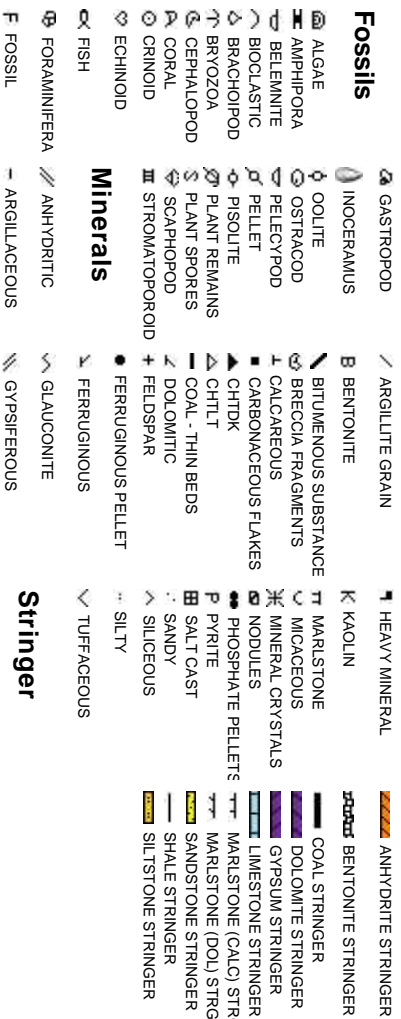 Fossils
ALGAE
AMPHIPORA
BELEMNITE
BIOCLASTIC
BRACHOIPOD
BRYOZOA
CEPHALOPOD
CORAL
CRINOID
ECHINOID
FISH
FORAMINIFERA
F FOSSIL
GASTROPOD
INOCERAMUS
OOLITE
OSTRACOD
PELECYPOD
PELLET
PISOLITE
PLANT REMAINS
PLANT SPORES
SCAPHOPOD
STROMATOPOROID
Minerals
ANHYDRITIC
ARGILLACEOUS
ARGILLITE GRAIN
B BENTONITE
BITUMENOUS SUBSTANCE
BRECCIA FRAGMENTS
CALCAREOUS
CARBONACEOUS FLAKES
CHTDK
CHTLT
COAL - THIN BEDS
DOLOMITIC
FELDSPAR
FERRUGINOUS PELLET
FERRUGINOUS
GLAUCONITE
GYPSIFEROUS
HEAVY MINERAL
K KAOLIN
MARLSTONE
MICACEOUS
MINERAL CRYSTALS
NODULES
PHOSPHATE PELLETS
P PYRITE
SALT CAST
SANDY
SILICEOUS
SILTY
TUFFACEOUS
Stringer
ANHYDRITE STRINGER
BENTONITE STRINGER
COAL STRINGER
DOLOMITE STRINGER
GYPSUM STRINGER
LIMESTONE STRINGER
MARLSTONE (CALC) STR
MARLSTONE (DOL) STRG
SANDSTONE STRINGER
SHALE STRINGER
SILTSTONE STRINGER